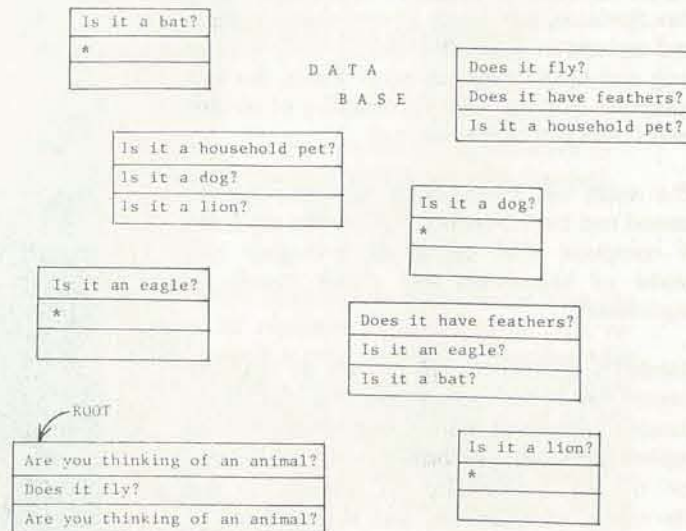 Is it a bat?
*
D A T A
B A S E
Does it fly?
Does it have feathers?
Is it a household pet?
Is it a household pet?
Is it a dog?
Is it a lion?
Is it a dog?
*
Is it an eagle?
*
Does it have feathers?
Is it an eagle?
Is it a bat?
ROOT
Are you thinking of an animal?
Does it fly?
Are you thinking of an animal?
Is it a lion?
*